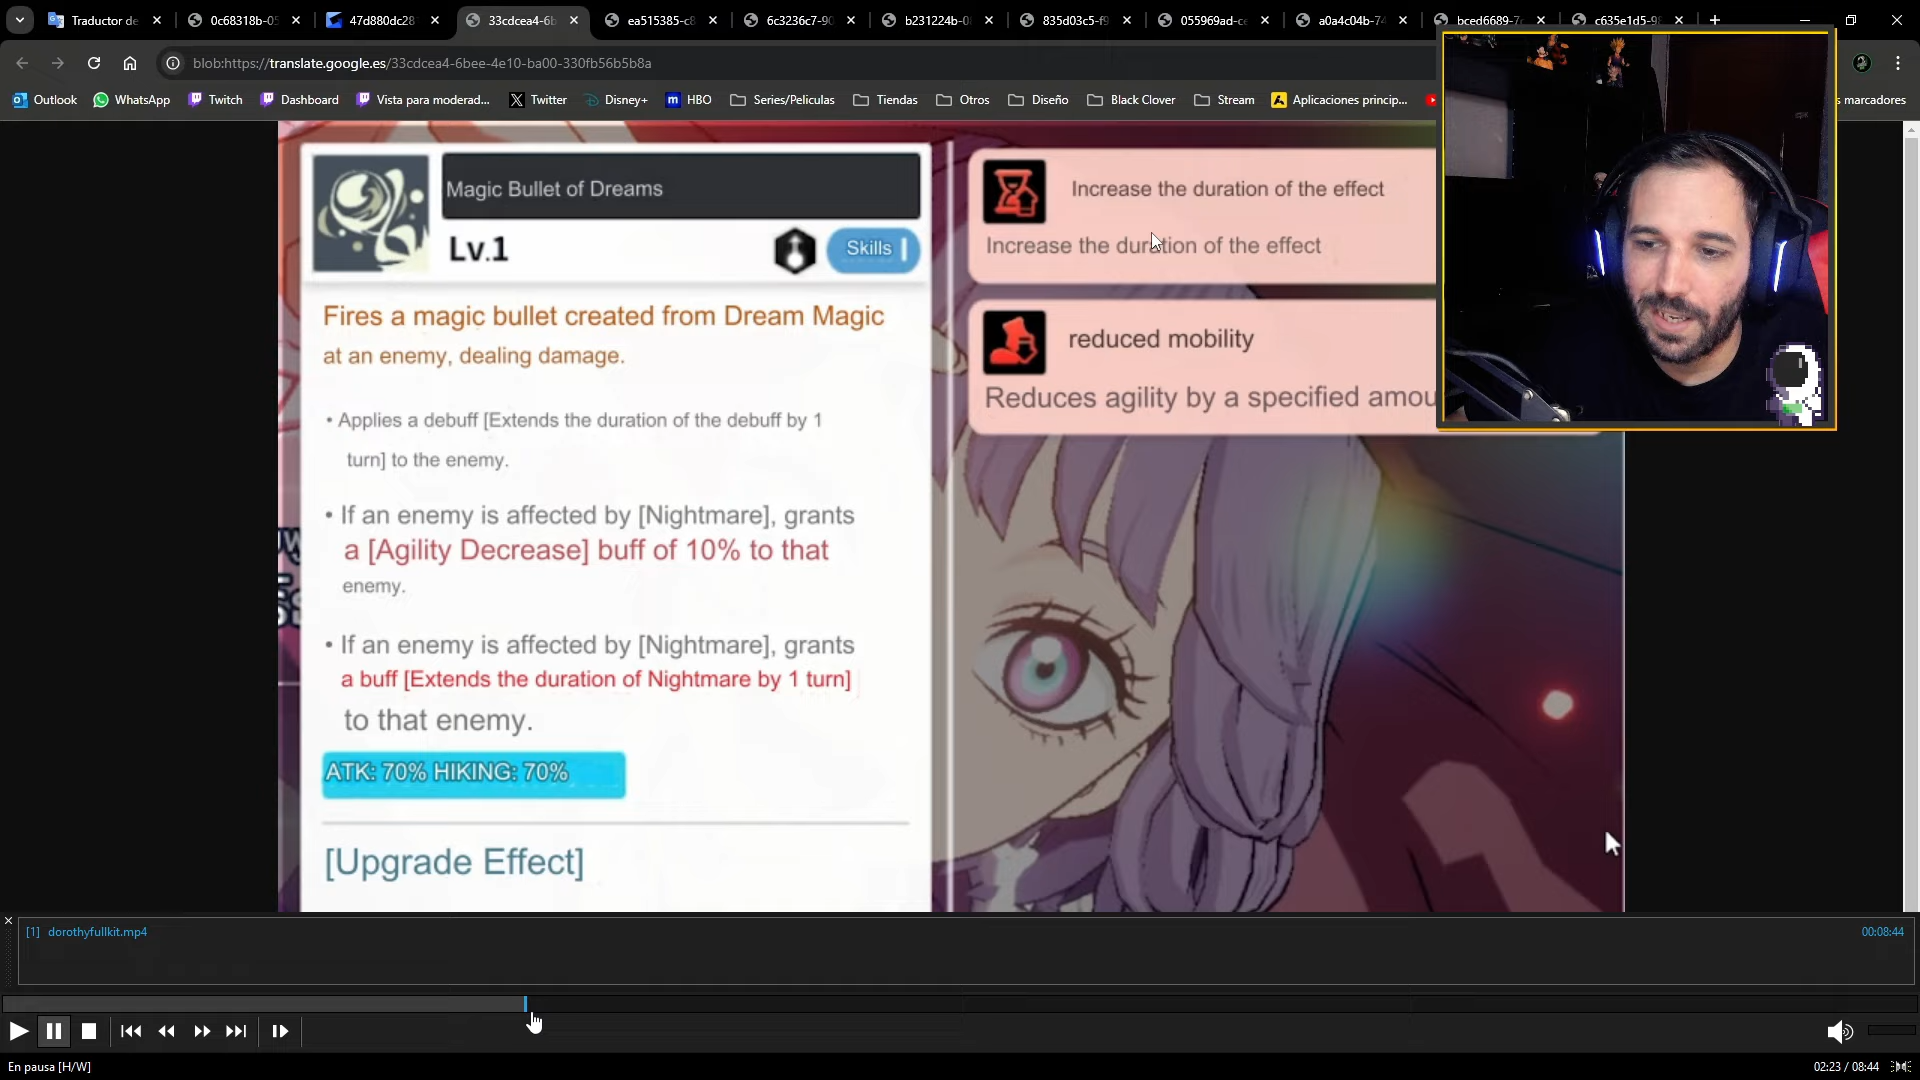 Traductor de
0c68318b-05
47d880dc28
33cdcea4-6b
ea515385-c8
6c3236c7-90
b231224b-0
835d03c5-f9
055969ad-ce
a0a4c04b-74
bced6689-7
c635e1d5-9
blob:https://translate.google.es/33cdcea4-6bee-4e10-ba00-330fb56b5b8a
Outlook
WhatsApp
Twitch
Dashboard
Vista para moderad...
Twitter
Disney+
HBO
Series/Peliculas
Tiendas
Otros
Diseño
Black Clover
Stream
Aplicaciones princip...
s marcadores
Magic Bullet of Dreams
Lv.1
Skills
Fires a magic bullet created from Dream Magic
at an enemy, dealing damage.
• Applies a debuff [Extends the duration of the debuff by 1
turn] to the enemy.
• If an enemy is affected by [Nightmare], grants
a [Agility Decrease] buff of 10% to that
enemy.
• If an enemy is affected by [Nightmare], grants
a buff [Extends the duration of Nightmare by 1 turn]
to that enemy.
ATK: 70% HIKING: 70%
[Upgrade Effect]
Increase the duration of the effect
Increase the duration of the effect
reduced mobility
Reduces agility by a specified amou
[1] dorothyfullkit.mp4
00:08:44
En pausa [H/W]
02:23 / 08:44